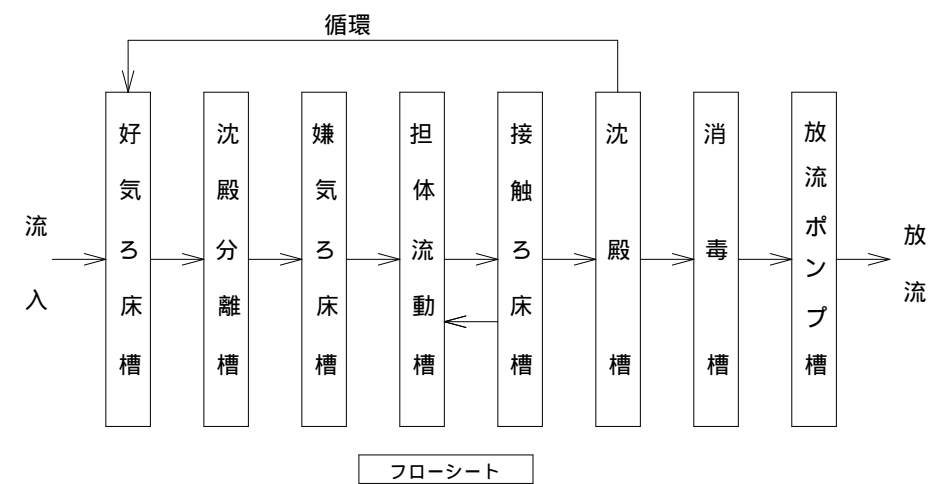 循環
流入
好気ろ床槽
沈殿分離槽
嫌気ろ床槽
担体流動槽
接触ろ床槽
沈殿槽
消毒槽
放流ポンプ槽
放流
フローシート